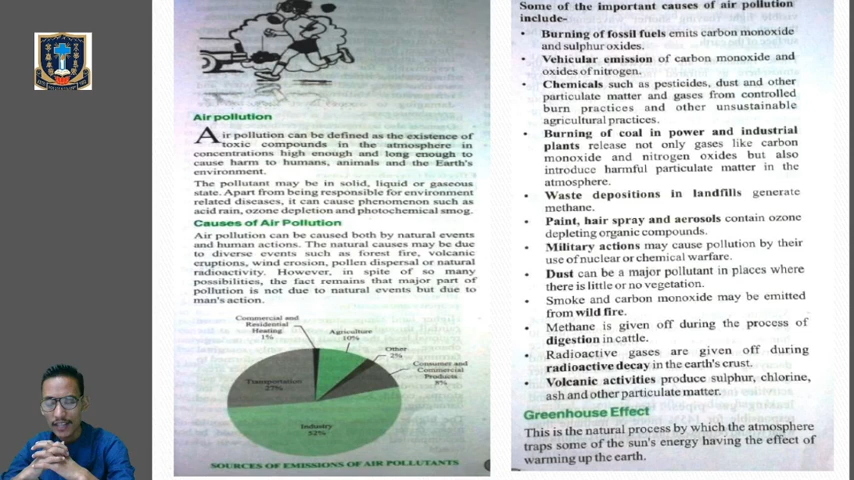 Air pollution
Air pollution can be defined as the existence of
toxic compounds in the atmosphere in
concentrations high enough and long enough to
cause harm to humans, animals and the Earth's
environment.
The pollutant may be in solid, liquid or gaseous
state. Apart from being responsible for environment
related diseases, it can cause phenomenon such as
acid rain, ozone depletion and photochemical smog.
Causes of Air Pollution
Air pollution can be caused both by natural events
and human actions. The natural causes may be due
to diverse events such as forest fire, volcanic
eruptions, wind erosion, pollen dispersal or natural
radioactivity. However, in spite of so many
possibilities, the fact remains that major part of
pollution is not due to natural events but due to
man's action.
Commercial and
Residential
Heating
1%
Agriculture
10%
Other
2%
Consumer and
Commercial
Products
8%
Transportation
27%
Industry
52%
SOURCES OF EMISSIONS OF AIR POLLUTANTS
Some of the important causes of air pollution
include-
• Burning of fossil fuels emits carbon monoxide
and sulphur oxides.
• Vehicular emission of carbon monoxide and
oxides of nitrogen.
• Chemicals such as pesticides, dust and other
particulate matter and gases from controlled
burn practices and other unsustainable
agricultural practices.
• Burning of coal in power and industrial
plants release not only gases like carbon
monoxide and nitrogen oxides but also
introduce harmful particulate matter in the
atmosphere.
• Waste depositions in landfills generate
methane.
• Paint, hair spray and aerosols contain ozone
depleting organic compounds.
• Military actions may cause pollution by their
use of nuclear or chemical warfare.
• Dust can be a major pollutant in places where
there is little or no vegetation.
• Smoke and carbon monoxide may be emitted
from wild fire.
• Methane is given off during the process of
digestion in cattle.
• Radioactive gases are given off during
radioactive decay in the earth's crust.
• Volcanic activities produce sulphur, chlorine,
ash and other particulate matter.
Greenhouse Effect
This is the natural process by which the atmosphere
traps some of the sun's energy having the effect of
warming up the earth.